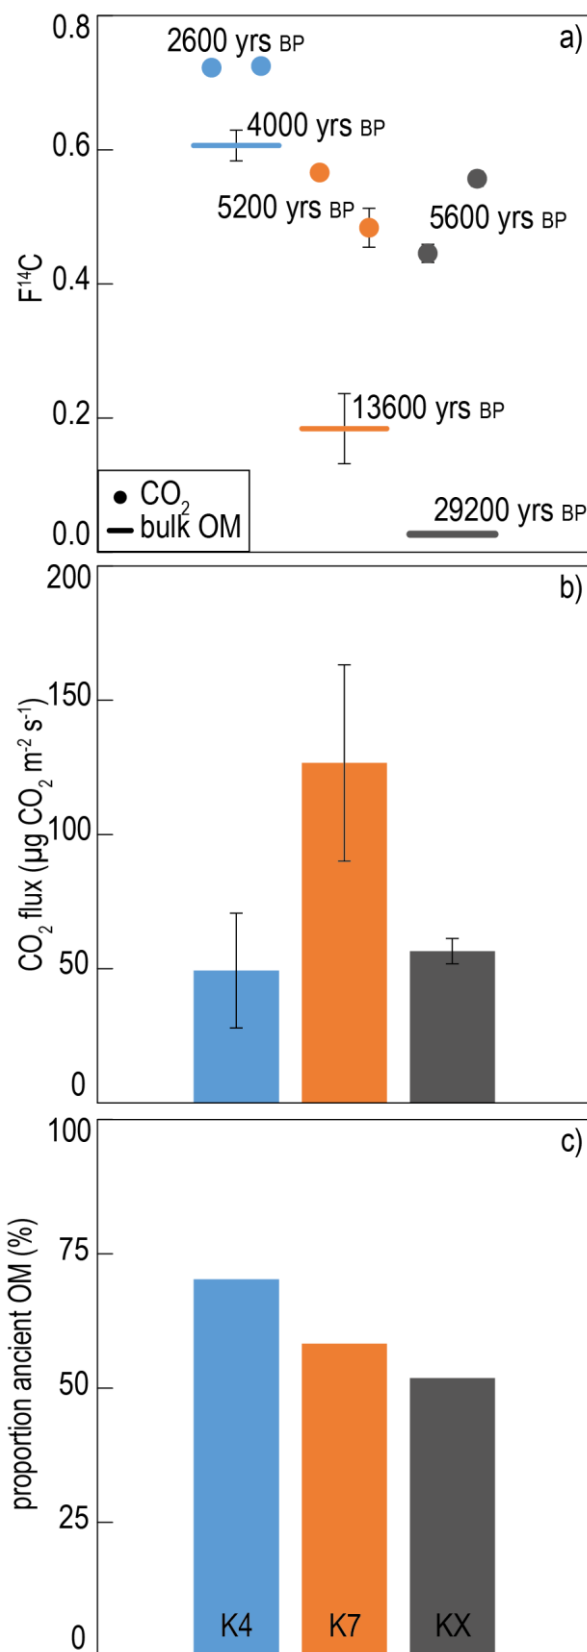 0.8
a)
2600 yrs BP
4000 yrs BP
0.6
5200 yrs BP
5600 yrs BP
F¹⁴C
0.4
0.2
13600 yrs BP
CO₂
29200 yrs BP
bulk OM
0.0
200
b)
150
CO₂ flux (µg CO₂ m⁻² s⁻¹)
100
50
0
100
c)
75
proportion ancient OM (%)
50
25
0
K4 K7 KX